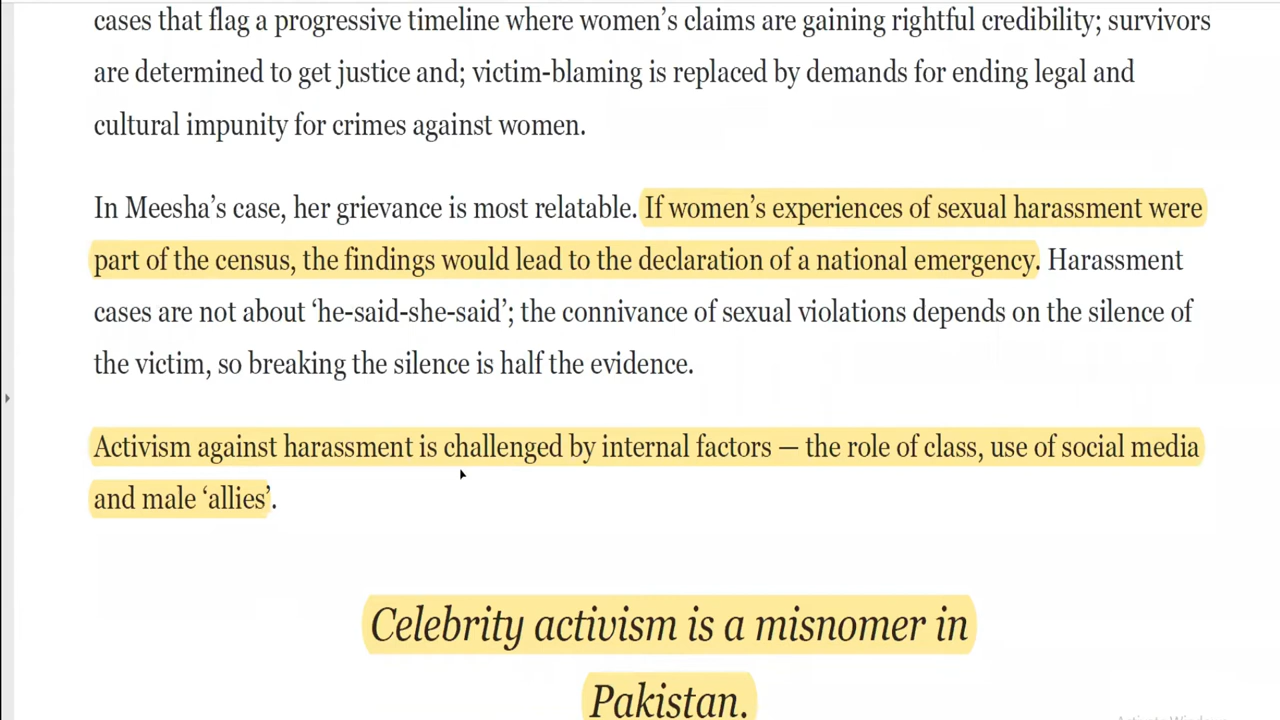 cases that flag a progressive timeline where women’s claims are gaining rightful credibility; survivors
are determined to get justice and; victim-blaming is replaced by demands for ending legal and
cultural impunity for crimes against women.
In Meesha’s case, her grievance is most relatable. If women’s experiences of sexual harassment were
part of the census, the findings would lead to the declaration of a national emergency. Harassment
cases are not about ‘he-said-she-said’; the connivance of sexual violations depends on the silence of
the victim, so breaking the silence is half the evidence.
Activism against harassment is challenged by internal factors — the role of class, use of social media
and male ‘allies’.
Celebrity activism is a misnomer in
Pakistan.